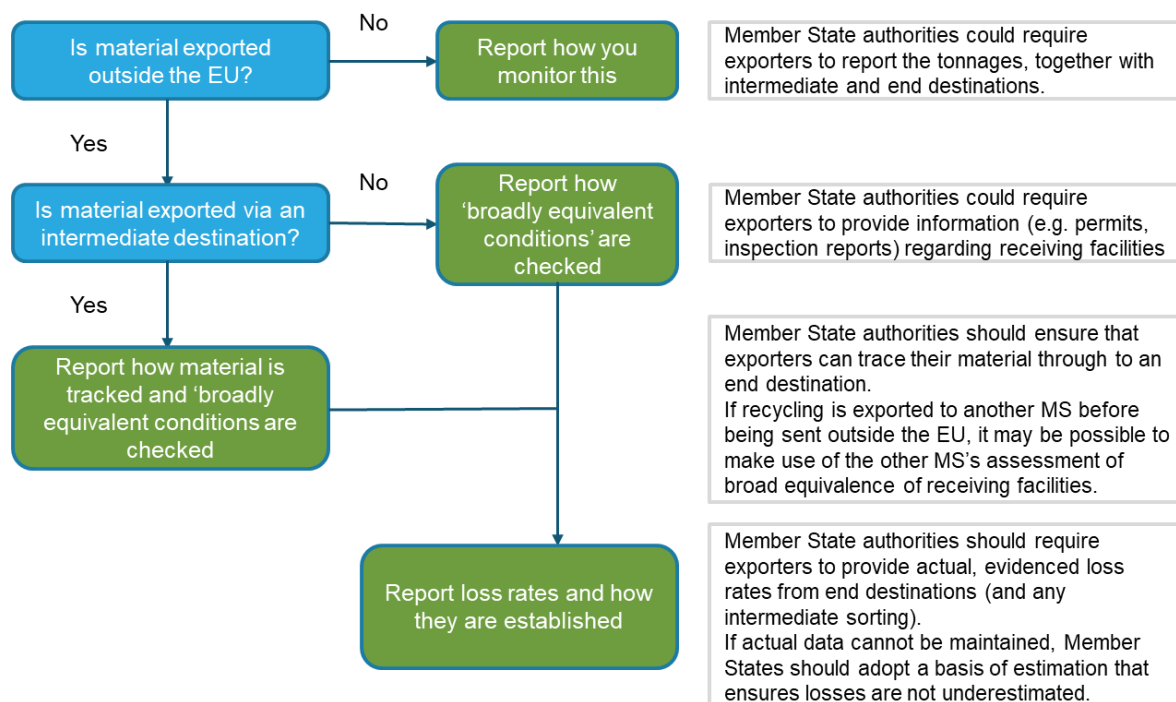 Is material exported
outside the EU?
No
Report how you
monitor this
Member State authorities could require
exporters to report the tonnages, together with
intermediate and end destinations.
Yes
Is material exported via an
intermediate destination?
No
Report how
‘broadly equivalent
conditions’ are
checked
Member State authorities could require
exporters to provide information (e.g. permits,
inspection reports) regarding receiving facilities
Yes
Report how material is
tracked and ‘broadly
equivalent conditions are
checked
Member State authorities should ensure that
exporters can trace their material through to an
end destination.
If recycling is exported to another MS before
being sent outside the EU, it may be possible to
make use of the other MS’s assessment of
broad equivalence of receiving facilities.
Report loss rates and how
they are established
Member State authorities should require
exporters to provide actual, evidenced loss
rates from end destinations (and any
intermediate sorting).
If actual data cannot be maintained, Member
States should adopt a basis of estimation that
ensures losses are not underestimated.